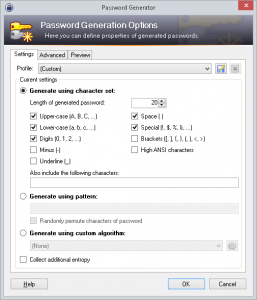 Password Generator
Password Generation Options
Here you can define properties of generated passwords.
Settings Advanced Preview
Profile: (Custom)
Current settings
Generate using character set:
Length of generated password: 20
Upper-case (A, B, C, ...) Space ( )
Lower-case (a, b, c, ...) Special (!, $, %, &, ...)
Digits (0, 1, 2, ...) Brackets ([, ], {, }, (, ), <, >)
Minus (-) High ANSI characters
Underline (_)
Also include the following characters:
Generate using pattern:
Randomly permute characters of password
Generate using custom algorithm:
(None)
Collect additional entropy
Help OK Cancel